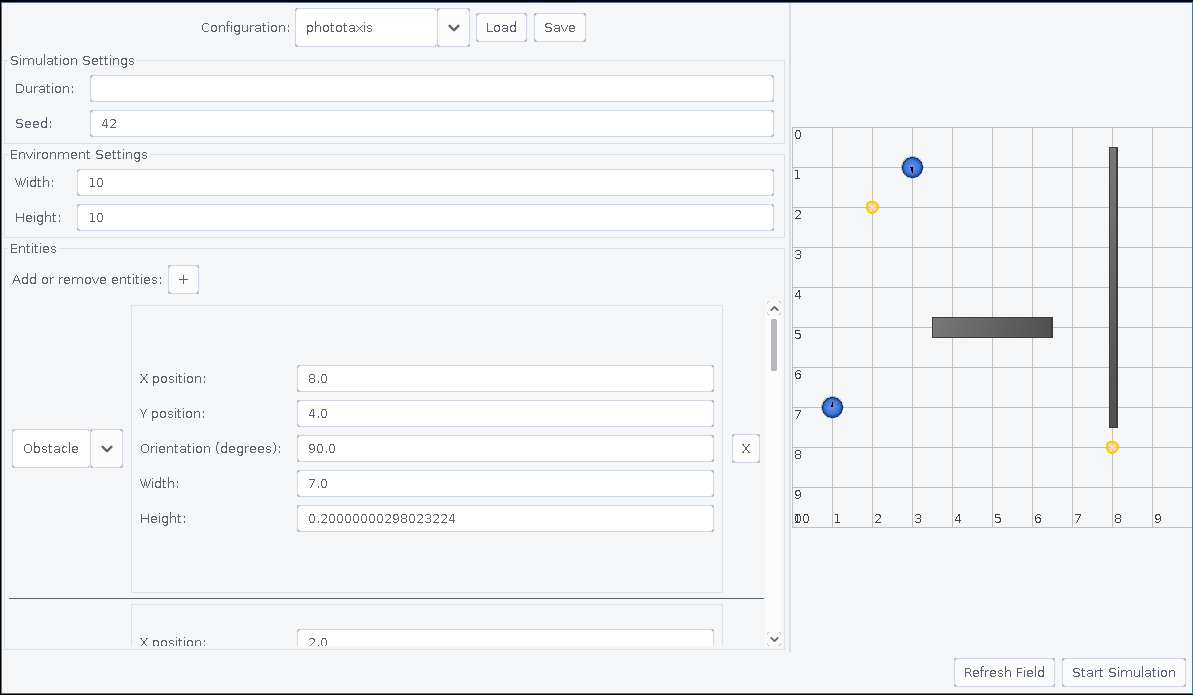 Configuration: phototaxis Load Save
Simulation Settings
Duration:
Seed: 42
Environment Settings
Width: 10
Height: 10
Entities
Add or remove entities: +
X position: 8.0
Y position: 4.0
Obstacle Orientation (degrees): 90.0 X
Width: 7.0
Height: 0.20000000298023224
X position: 2.0
0
1
2
3
4
5
6
7
8
9
10 0 1 2 3 4 5 6 7 8 9
Refresh Field Start Simulation